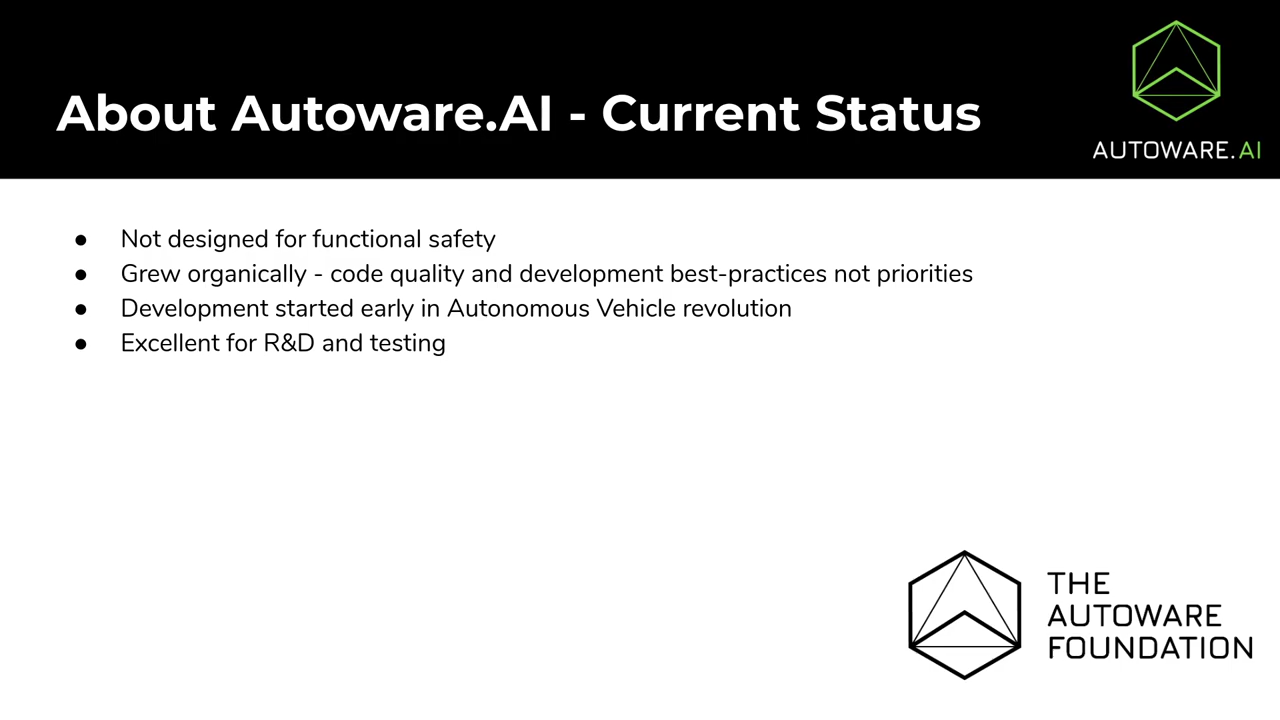 About Autoware.AI - Current Status
AUTOWARE.AI
● Not designed for functional safety
● Grew organically - code quality and development best-practices not priorities
● Development started early in Autonomous Vehicle revolution
● Excellent for R&D and testing
THE
AUTOWARE
FOUNDATION